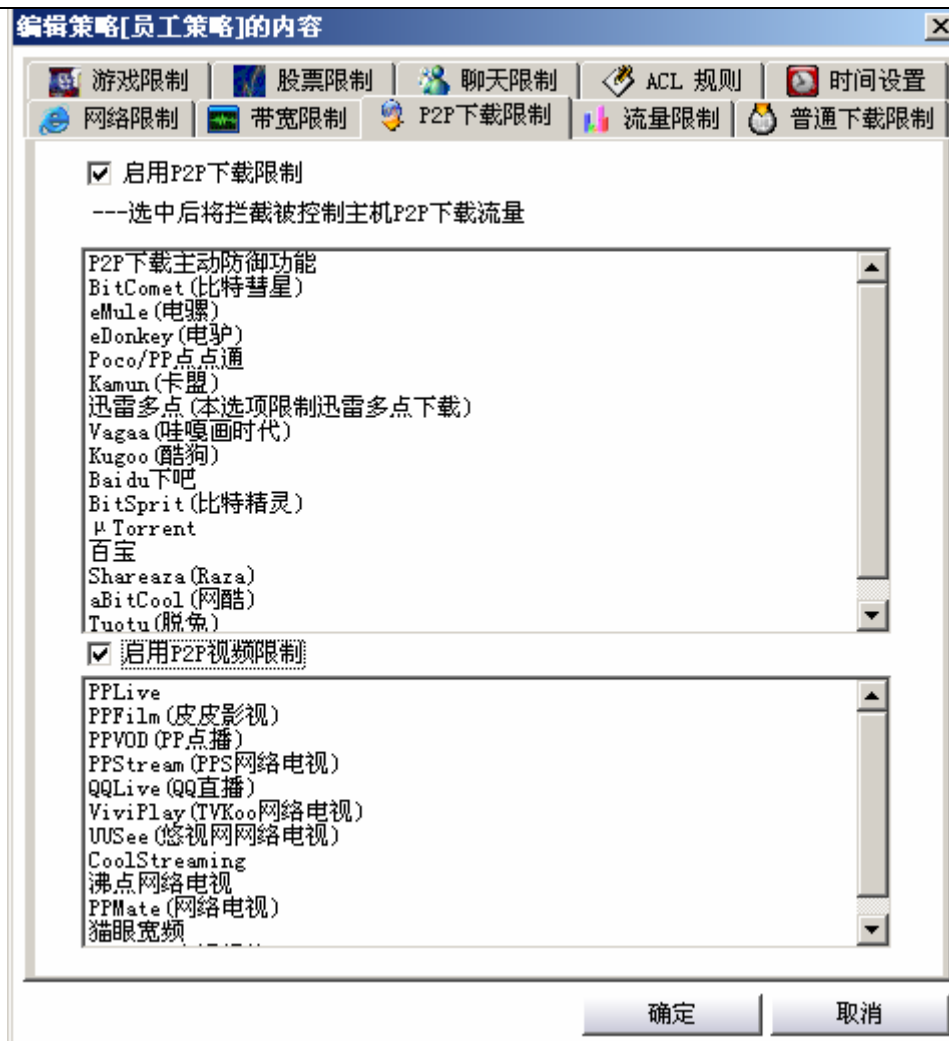 编辑策略[员工策略]的内容
游戏限制 股票限制 聊天限制 ACL 规则 时间设置
网络限制 带宽限制 P2P下载限制 流量限制 普通下载限制
启用P2P下载限制
---选中后将拦截被控制主机P2P下载流量
P2P下载主动防御功能
BitComet(比特彗星)
eMule(电骡)
eDonkey(电驴)
Poco/PP点点通
Kamun(卡盟)
迅雷多点(本选项限制迅雷多点下载)
Vagaa(哇嘎画时代)
Kugoo(酷狗)
Baidu下吧
BitSprit(比特精灵)
μTorrent
百宝
Shareaza(Raza)
aBitCool(网酷)
Tuotu(脱兔)
启用P2P视频限制
PPLive
PPFilm(皮皮影视)
PPVOD(PP点播)
PPStream(PPS网络电视)
QQLive(QQ直播)
ViviPlay(TVKoo网络电视)
UUSee(悠视网网络电视)
CoolStreaming
沸点网络电视
PPMate(网络电视)
猫眼宽频
确定 取消